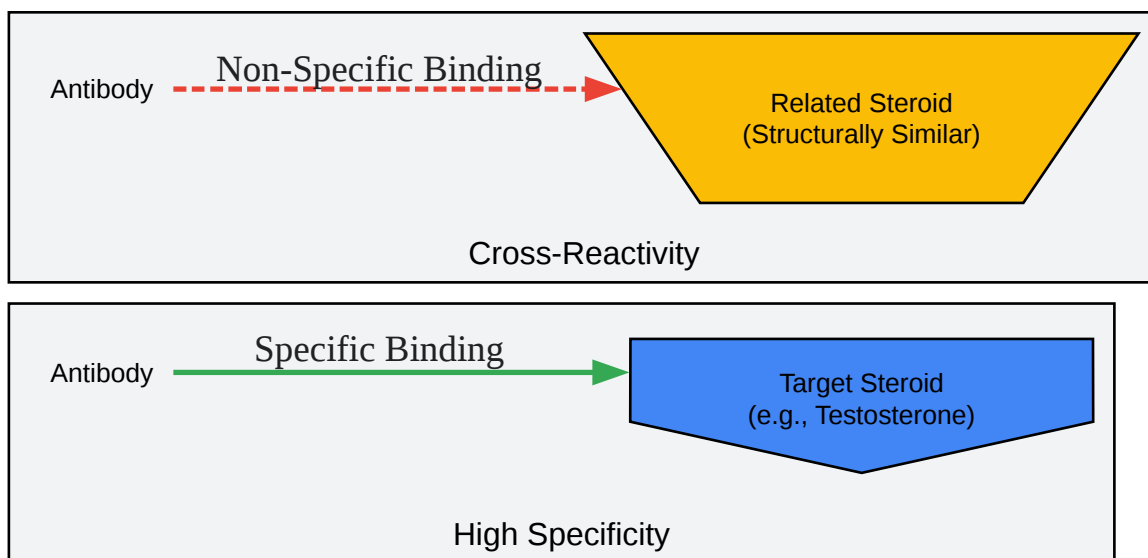 Non-Specific Binding
Antibody
Related Steroid
(Structurally Similar)
Cross-Reactivity
Specific Binding
Antibody
Target Steroid
(e.g., Testosterone)
High Specificity